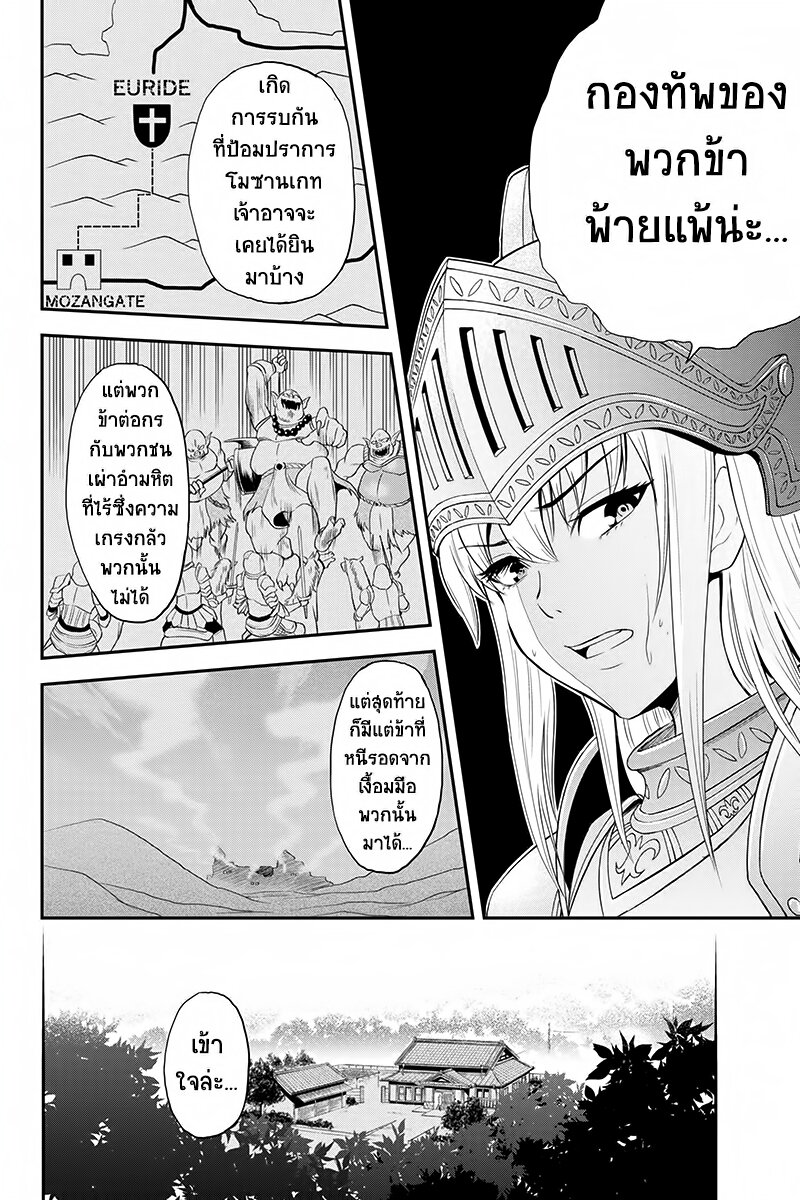 กองทัพของ
พวกข้า
พ้ายแพ้น่ะ...
EURIDE
MOZANGATE
เกิด
การรบกัน
ที่ป้อมปราการ
โมซานเกท
เจ้าอาจจะ
เคยได้ยิน
มาบ้าง
แต่พวก
ข้าต่อกร
กับพวกชน
เผ่าอำมหิต
ที่ไร้ซึ่งความ
เกรงกลัว
พวกนั้น
ไม่ได้
แต่สุดท้าย
ก็มีแต่ข้าที่
หนีรอดจาก
เงื้อมมือ
พวกนั้น
มาได้...
เข้า
ใจล่ะ...